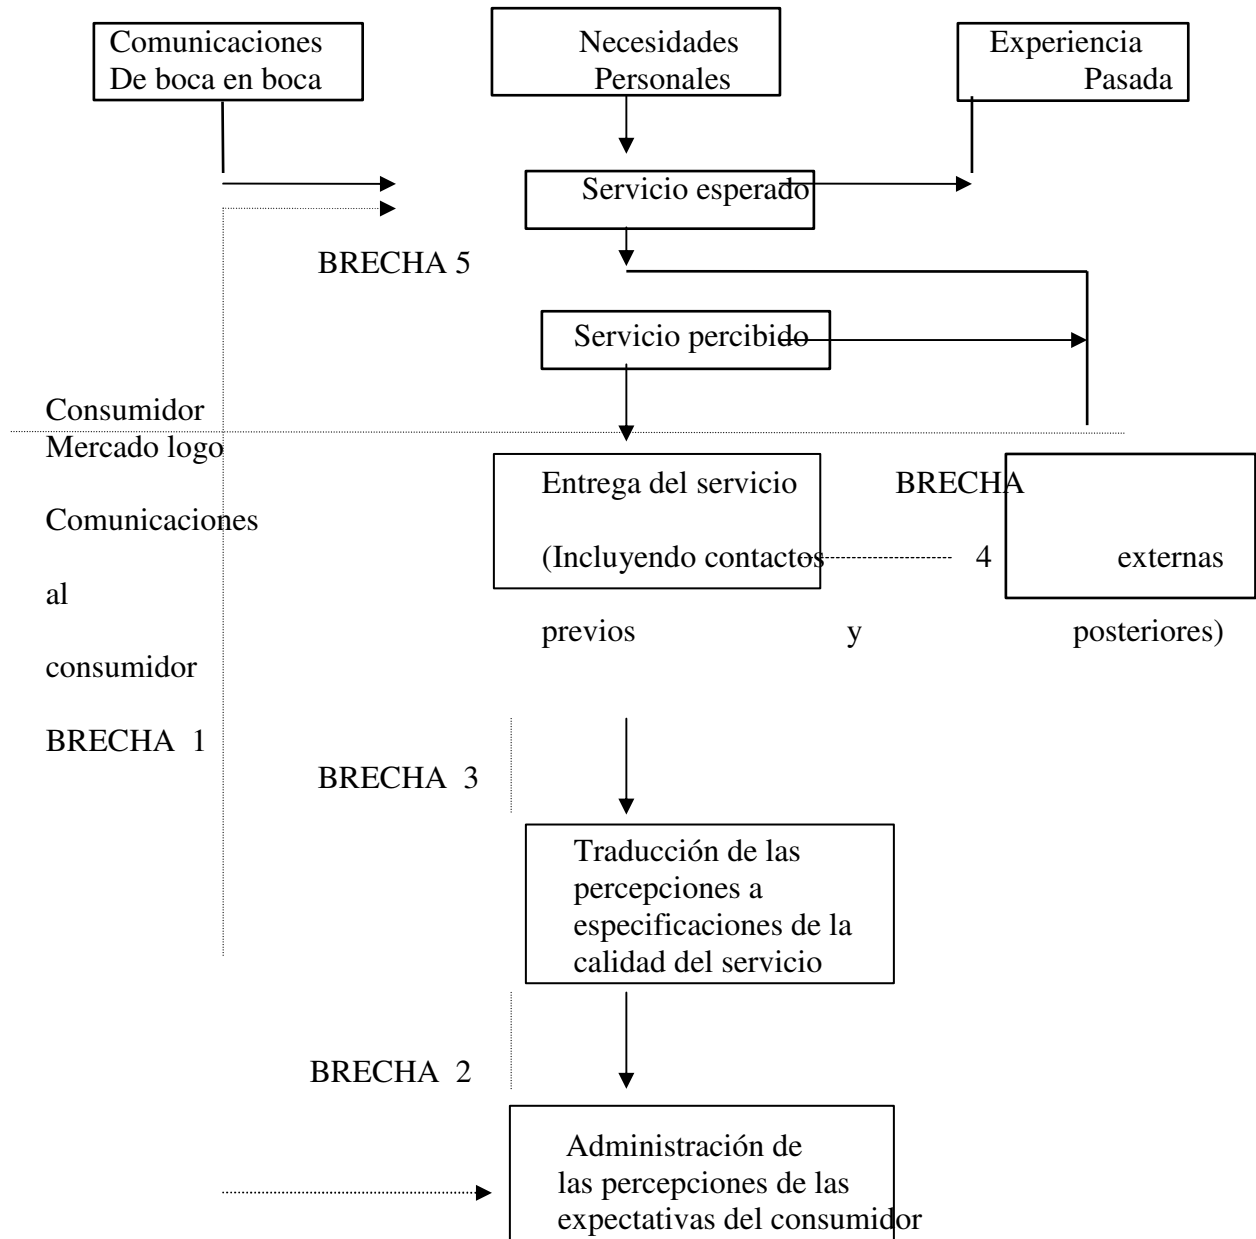 Comunicaciones
De boca en boca
Necesidades
Personales
Experiencia
Pasada
Servicio esperado
BRECHA 5
Servicio percibido
Consumidor
Mercado logo
Entrega del servicio BRECHA
Comunicaciones
(Incluyendo contactos 4 externas
al
previos y posteriores)
consumidor
BRECHA 1
BRECHA 3
Traducción de las
percepciones a
especificaciones de la
calidad del servicio
BRECHA 2
Administración de
las percepciones de las
expectativas del consumidor